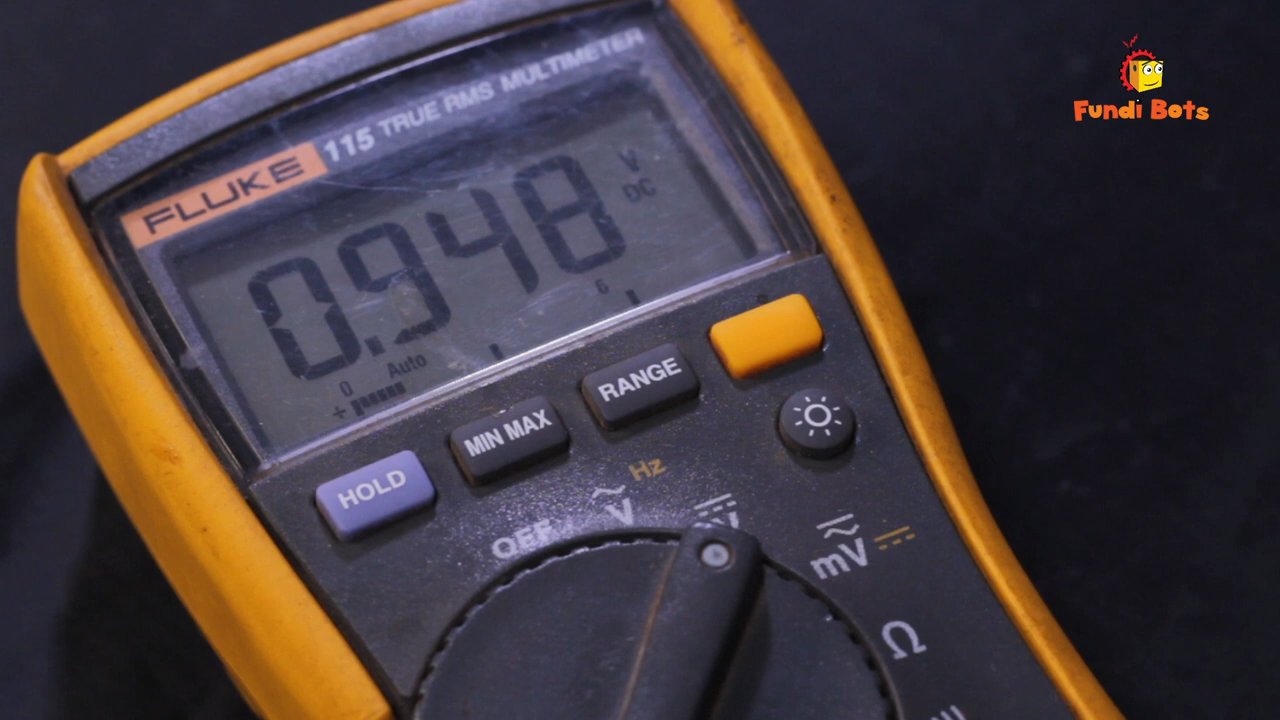 Fundi Bots
FLUKE 115 TRUE RMS MULTIMETER
0.948 V DC
0 Auto 6
+
HOLD MIN MAX RANGE
OFF V Hz V mV Ω